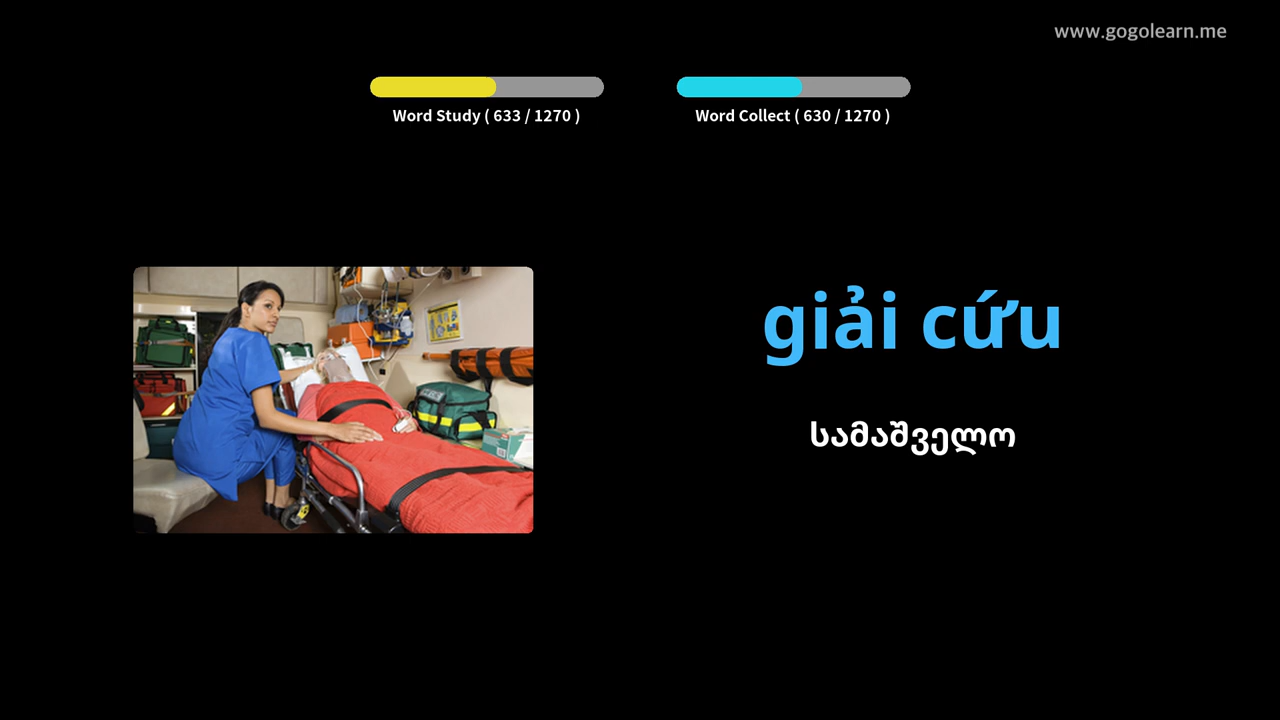 www.gogolearn.me
Word Study ( 633 / 1270 )
Word Collect ( 630 / 1270 )
giải cứu
სამაშველო